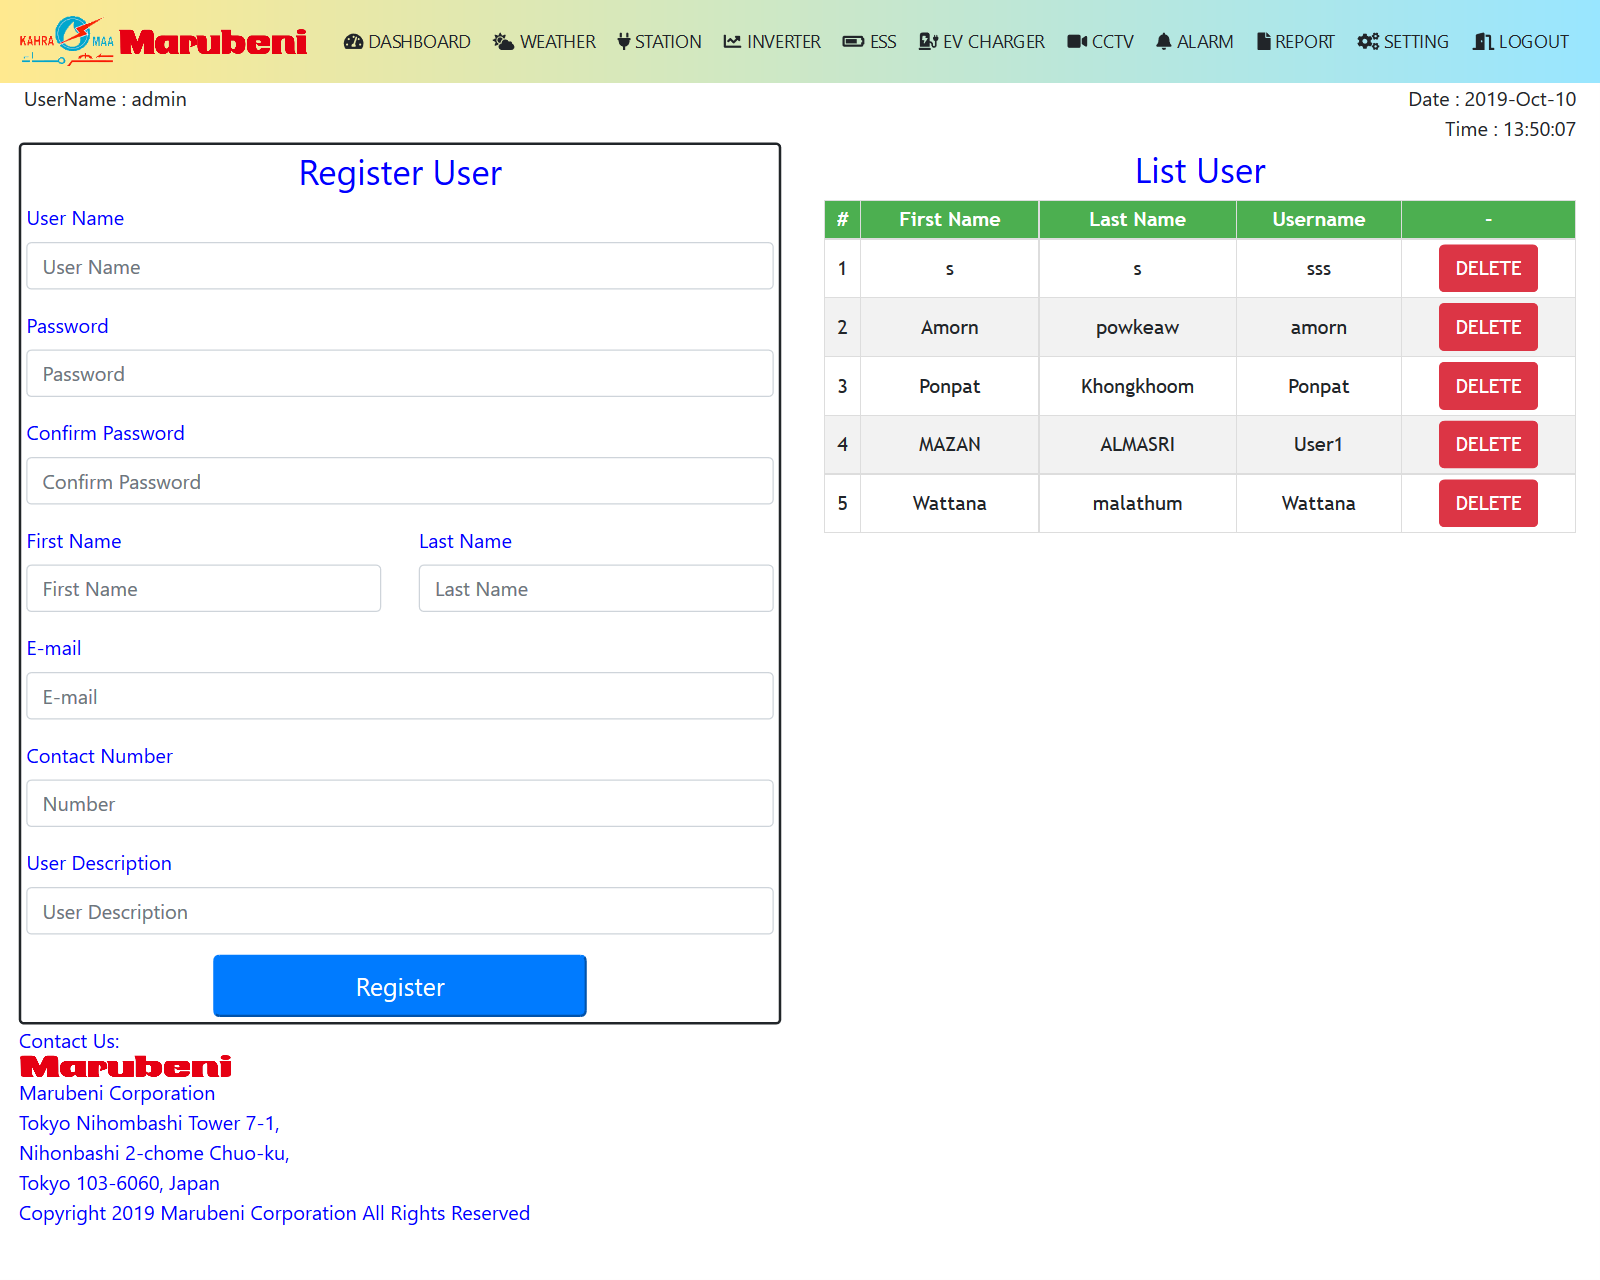 KAHRA MAA Marubeni DASHBOARD WEATHER STATION INVERTER ESS EV CHARGER CCTV ALARM REPORT SETTING LOGOUT
UserName : admin
Date : 2019-Oct-10
Time : 13:50:07
Register User
User Name
User Name
Password
Password
Confirm Password
Confirm Password
First Name Last Name
First Name Last Name
E-mail
E-mail
Contact Number
Number
User Description
User Description
Register
List User
# First Name Last Name Username -
1 s s sss DELETE
2 Amorn powkeaw amorn DELETE
3 Ponpat Khongkhoom Ponpat DELETE
4 MAZAN ALMASRI User1 DELETE
5 Wattana malathum Wattana DELETE
Contact Us:
Marubeni
Marubeni Corporation
Tokyo Nihombashi Tower 7-1,
Nihonbashi 2-chome Chuo-ku,
Tokyo 103-6060, Japan
Copyright 2019 Marubeni Corporation All Rights Reserved